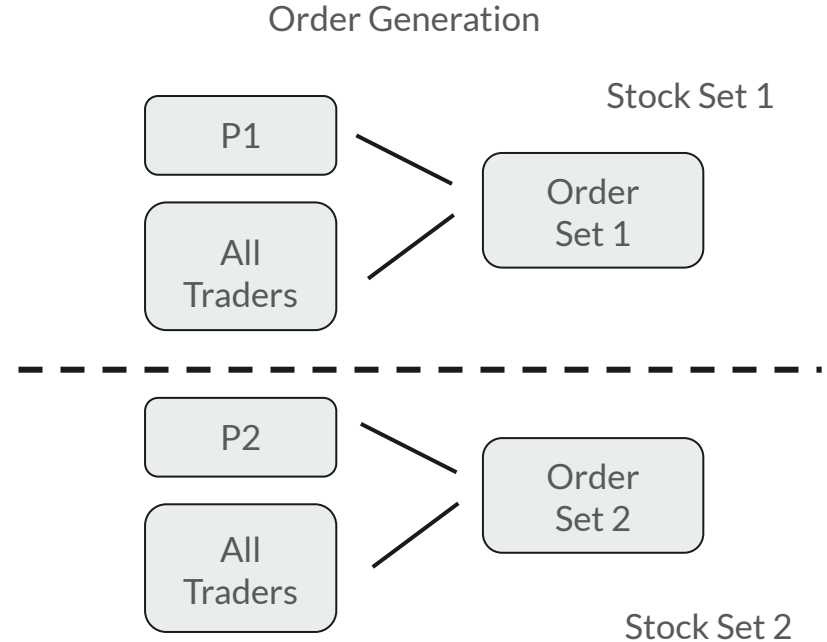 Order Generation
Stock Set 1
P1
Order
Set 1
All
Traders
P2
Order
Set 2
All
Traders
Stock Set 2